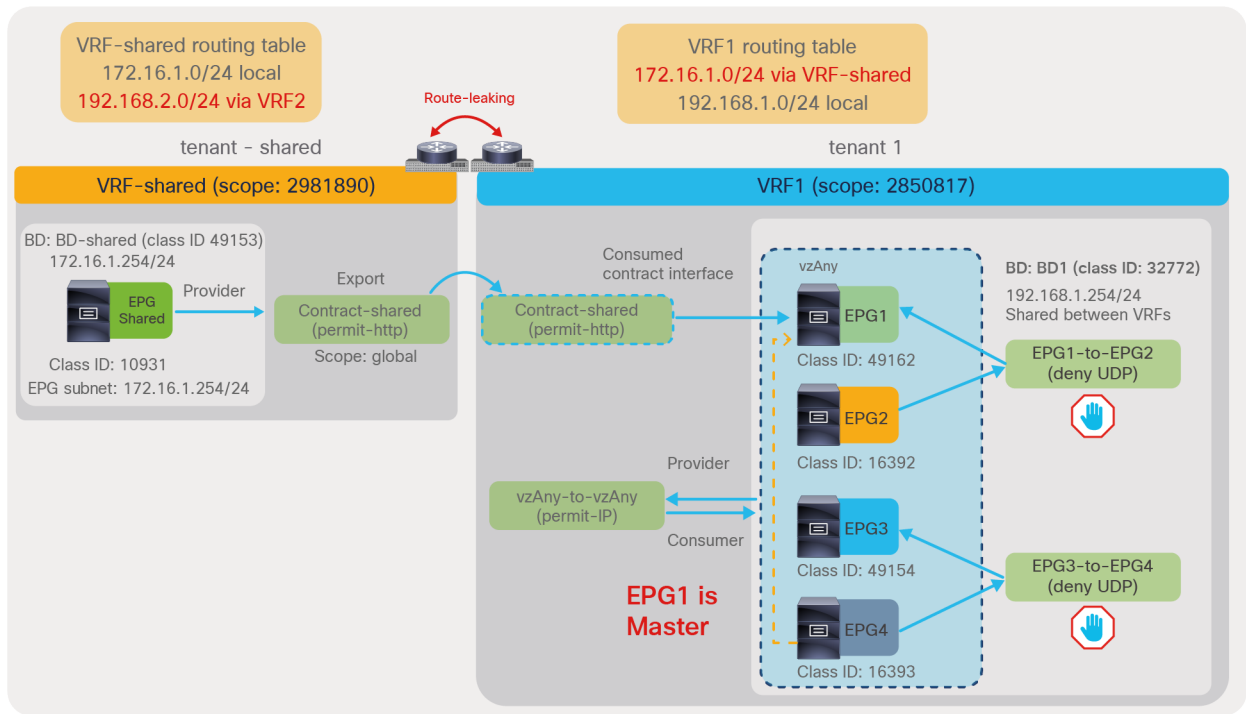 VRF-shared routing table
172.16.1.0/24 local
192.168.2.0/24 via VRF2
Route-leaking
VRF1 routing table
172.16.1.0/24 via VRF-shared
192.168.1.0/24 local
tenant - shared
tenant 1
VRF-shared (scope: 2981890)
VRF1 (scope: 2850817)
BD: BD-shared (class ID 49153)
172.16.1.254/24
EPG
Shared
Provider
Class ID: 10931
EPG subnet: 172.16.1.254/24
Export
Contract-shared
(permit-http)
Scope: global
Consumed
contract interface
Contract-shared
(permit-http)
vzAny
EPG1
Class ID: 49162
EPG2
Class ID: 16392
EPG3
Class ID: 49154
EPG4
Class ID: 16393
BD: BD1 (class ID: 32772)
192.168.1.254/24
Shared between VRFs
EPG1-to-EPG2
(deny UDP)
Provider
vzAny-to-vzAny
(permit-IP)
Consumer
EPG3-to-EPG4
(deny UDP)
EPG1 is
Master